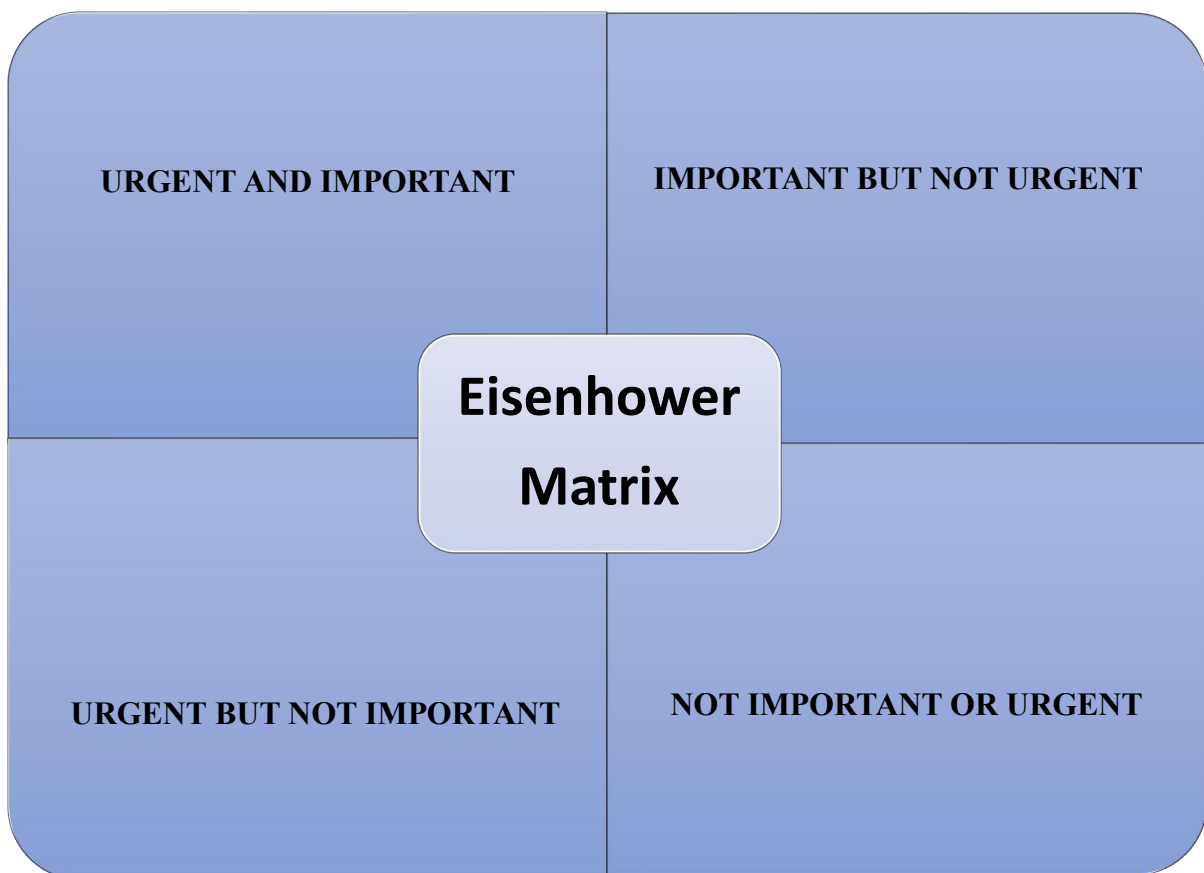 URGENT AND IMPORTANT
IMPORTANT BUT NOT URGENT
Eisenhower
Matrix
URGENT BUT NOT IMPORTANT
NOT IMPORTANT OR URGENT